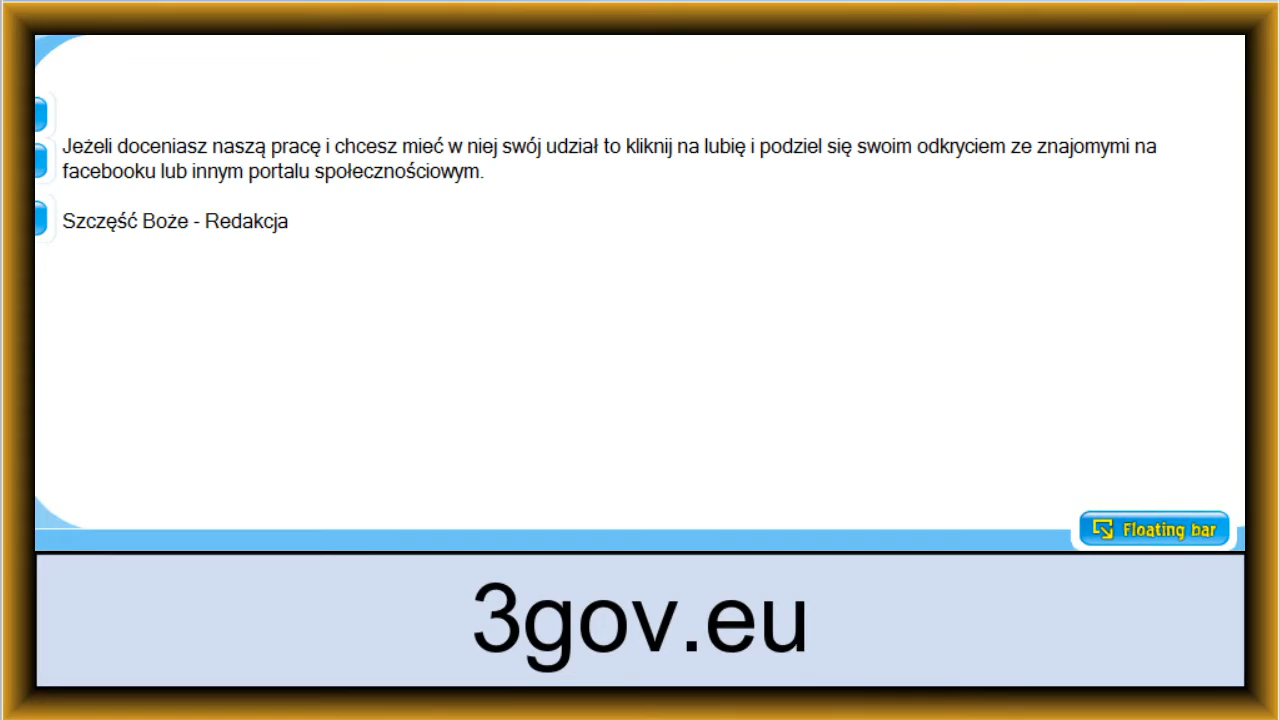 Jeżeli doceniasz naszą pracę i chcesz mieć w niej swój udział to kliknij na lubię i podziel się swoim odkryciem ze znajomymi na
facebooku lub innym portalu społecznościowym.
Szczęść Boże - Redakcja
Floating bar
3gov.eu